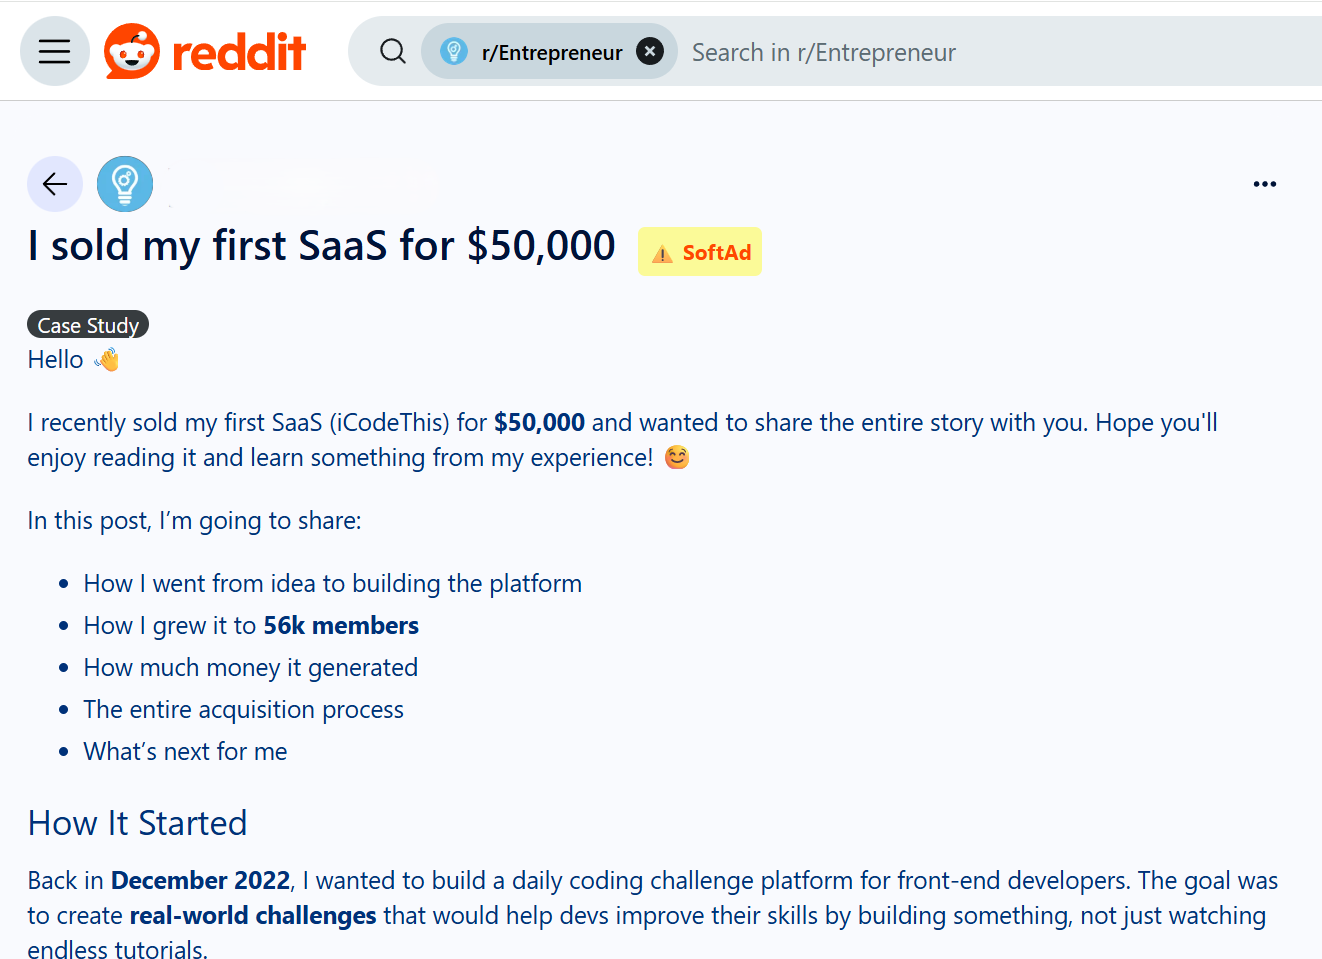 reddit
r/Entrepreneur
Search in r/Entrepreneur
I sold my first SaaS for $50,000
⚠ SoftAd
Case Study
Hello 👋
I recently sold my first SaaS (iCodeThis) for $50,000 and wanted to share the entire story with you. Hope you'll
enjoy reading it and learn something from my experience! 😊
In this post, I’m going to share:
• How I went from idea to building the platform
• How I grew it to 56k members
• How much money it generated
• The entire acquisition process
• What’s next for me
How It Started
Back in December 2022, I wanted to build a daily coding challenge platform for front-end developers. The goal was
to create real-world challenges that would help devs improve their skills by building something, not just watching
endless tutorials.